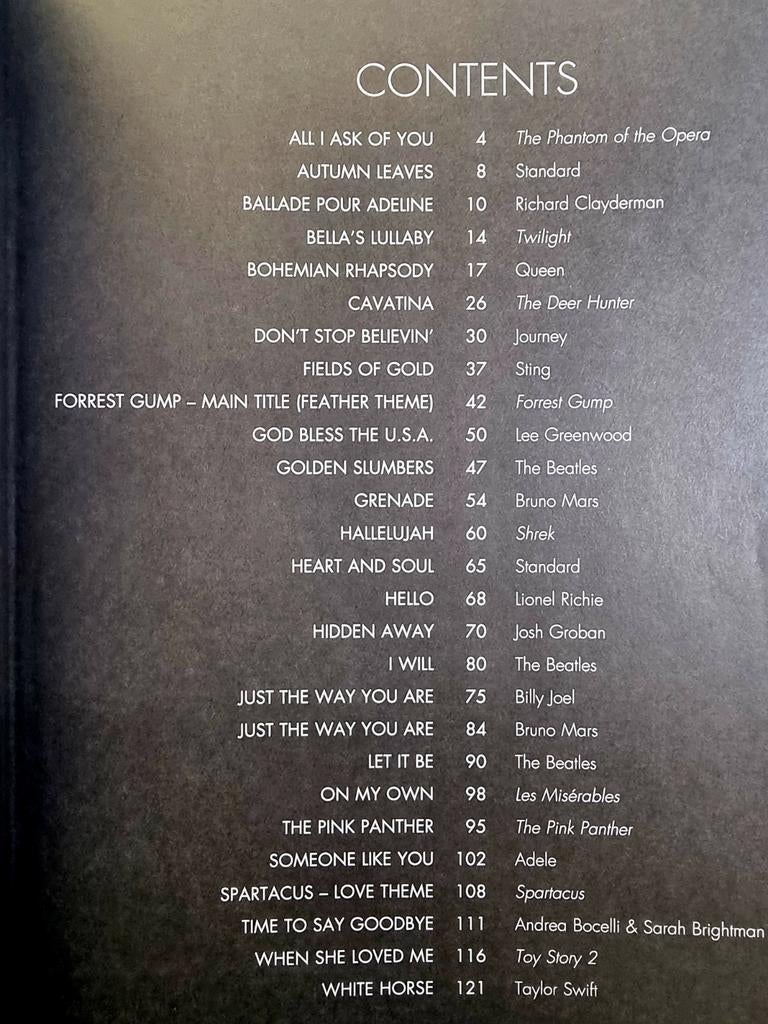 CONTENTS
ALL I ASK OF YOU 4 The Phantom of the Opera
AUTUMN LEAVES 8 Standard
BALLADE POUR ADELINE 10 Richard Clayderman
BELLA'S LULLABY 14 Twilight
BOHEMIAN RHAPSODY 17 Queen
CAVATINA 26 The Deer Hunter
DON'T STOP BELIEVIN' 30 Journey
FIELDS OF GOLD 37 Sting
FORREST GUMP – MAIN TITLE (FEATHER THEME) 42 Forrest Gump
GOD BLESS THE U.S.A. 50 Lee Greenwood
GOLDEN SLUMBERS 47 The Beatles
GRENADE 54 Bruno Mars
HALLELUJAH 60 Shrek
HEART AND SOUL 65 Standard
HELLO 68 Lionel Richie
HIDDEN AWAY 70 Josh Groban
I WILL 80 The Beatles
JUST THE WAY YOU ARE 75 Billy Joel
JUST THE WAY YOU ARE 84 Bruno Mars
LET IT BE 90 The Beatles
ON MY OWN 98 Les Misérables
THE PINK PANTHER 95 The Pink Panther
SOMEONE LIKE YOU 102 Adele
SPARTACUS – LOVE THEME 108 Spartacus
TIME TO SAY GOODBYE 111 Andrea Bocelli & Sarah Brightman
WHEN SHE LOVED ME 116 Toy Story 2
WHITE HORSE 121 Taylor Swift